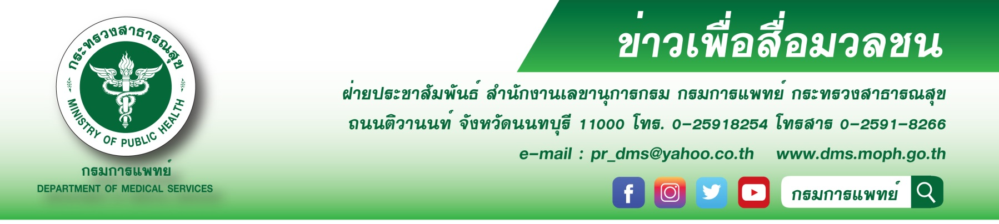 กระทรวงสาธารณสุข
MINISTRY OF PUBLIC HEALTH
กรมการแพทย์
DEPARTMENT OF MEDICAL SERVICES
ข่าวเพื่อสื่อมวลชน
ฝ่ายประชาสัมพันธ์ สำนักงานเลขานุการกรม กรมการแพทย์ กระทรวงสาธารณสุข
ถนนติวานนท์ จังหวัดนนทบุรี 11000 โทร. 0-25918254 โทรสาร 0-2591-8266
e-mail : pr_dms@yahoo.co.th www.dms.moph.go.th
กรมการแพทย์